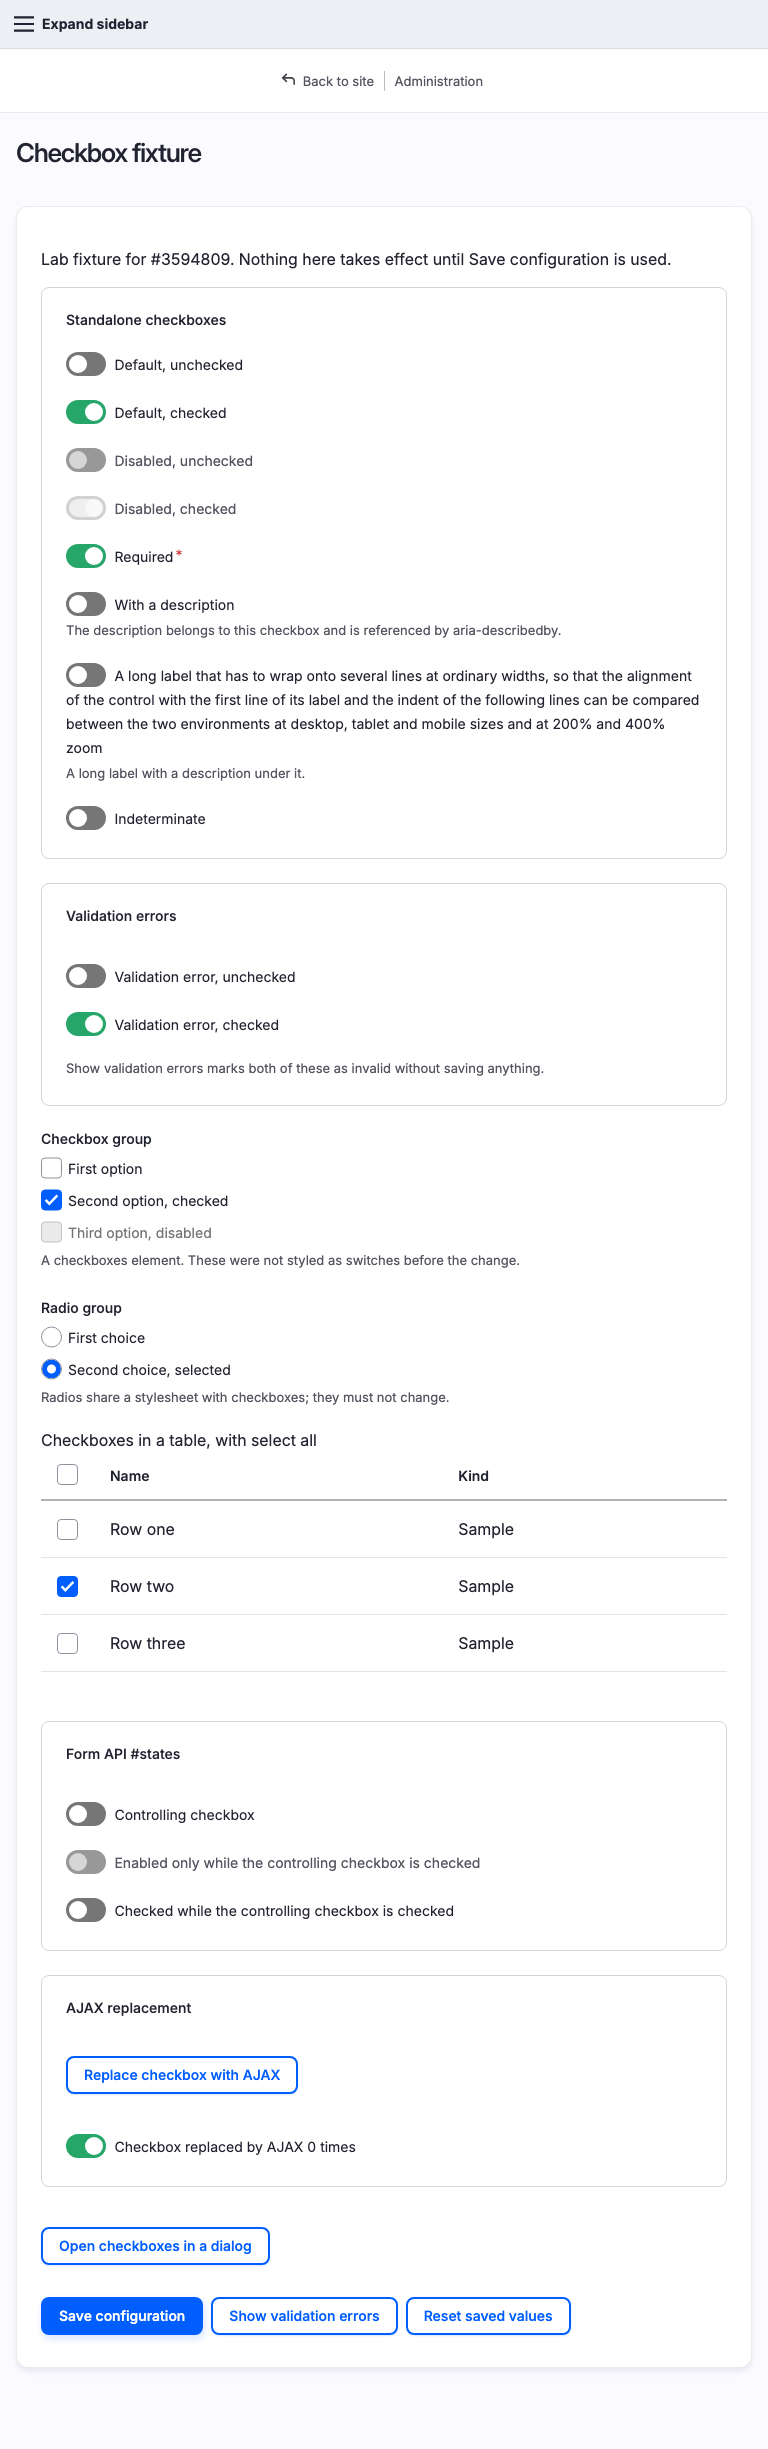 Expand sidebar
Back to site
Administration
Checkbox fixture
Lab fixture for #3594809. Nothing here takes effect until Save configuration is used.
Standalone checkboxes
Default, unchecked
Default, checked
Disabled, unchecked
Disabled, checked
Required*
With a description
The description belongs to this checkbox and is referenced by aria-describedby.
A long label that has to wrap onto several lines at ordinary widths, so that the alignment
of the control with the first line of its label and the indent of the following lines can be compared
between the two environments at desktop, tablet and mobile sizes and at 200% and 400%
zoom
A long label with a description under it.
Indeterminate
Validation errors
Validation error, unchecked
Validation error, checked
Show validation errors marks both of these as invalid without saving anything.
Checkbox group
First option
Second option, checked
Third option, disabled
A checkboxes element. These were not styled as switches before the change.
Radio group
First choice
Second choice, selected
Radios share a stylesheet with checkboxes; they must not change.
Checkboxes in a table, with select all
Name Kind
Row one Sample
Row two Sample
Row three Sample
Form API #states
Controlling checkbox
Enabled only while the controlling checkbox is checked
Checked while the controlling checkbox is checked
AJAX replacement
Replace checkbox with AJAX
Checkbox replaced by AJAX 0 times
Open checkboxes in a dialog
Save configuration
Show validation errors
Reset saved values